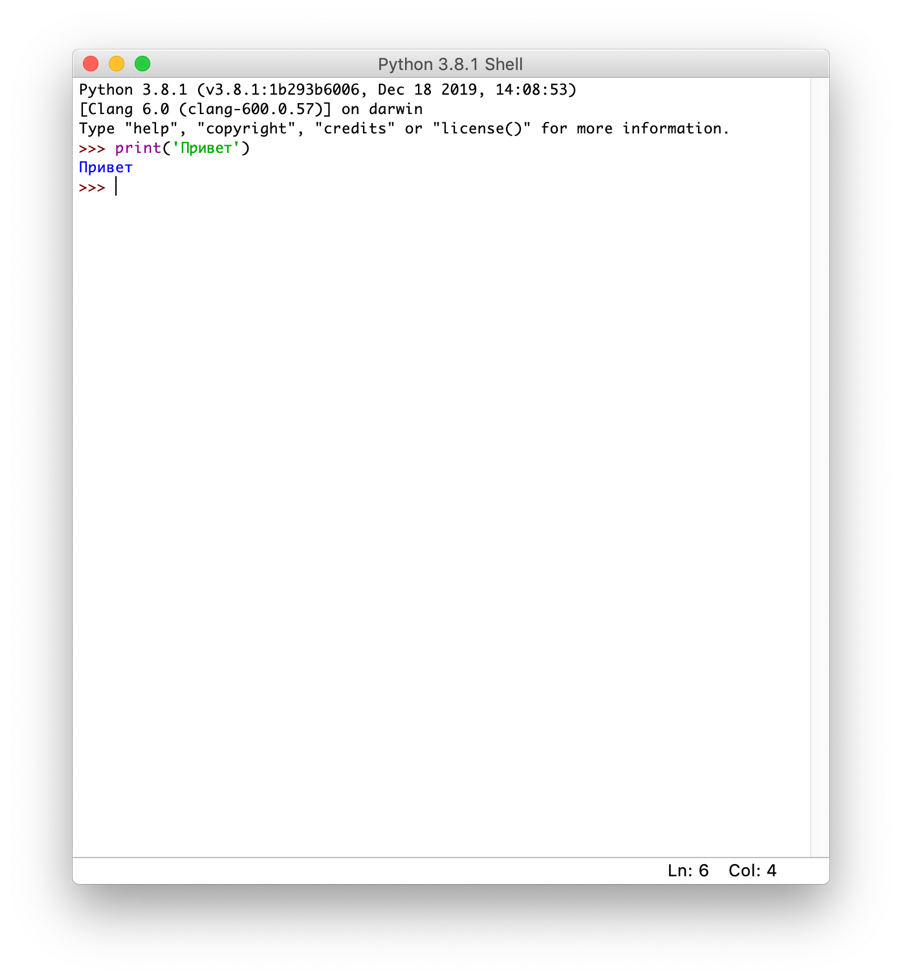 Python 3.8.1 Shell
Python 3.8.1 (v3.8.1:1b293b6006, Dec 18 2019, 14:08:53)
[Clang 6.0 (clang-600.0.57)] on darwin
Type "help", "copyright", "credits" or "license()" for more information.
>>> print('Привет')
Привет
>>>
Ln: 6 Col: 4